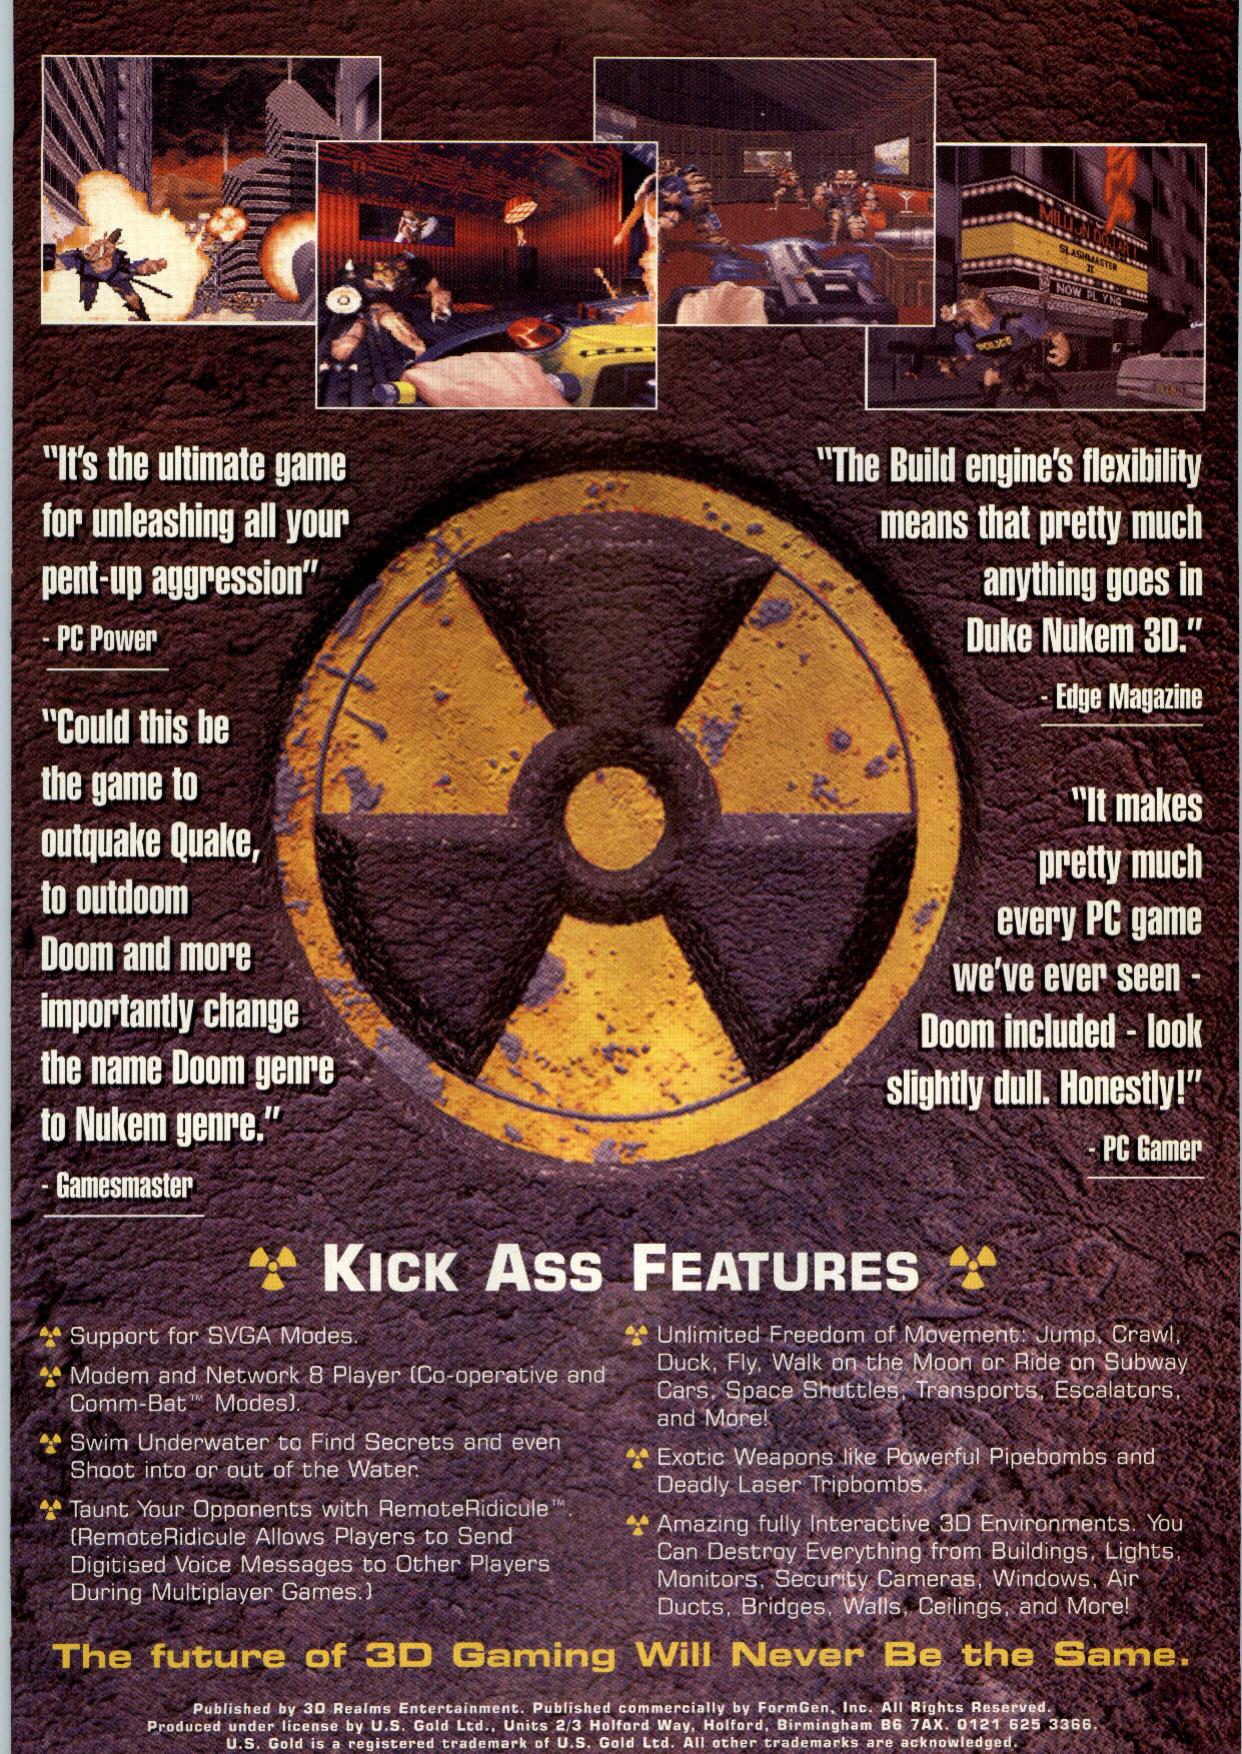 MILLION DOLLAR
SLASHMASTER
II
NOW PLYNG
POLICE
"It's the ultimate game
for unleashing all your
pent-up aggression"
- PC Power
"Could this be
the game to
outquake Quake,
to outdoom
Doom and more
importantly change
the name Doom genre
to Nukem genre."
- Gamesmaster
"The Build engine's flexibility
means that pretty much
anything goes in
Duke Nukem 3D."
- Edge Magazine
"It makes
pretty much
every PC game
we've ever seen -
Doom included - look
slightly dull. Honestly!"
- PC Gamer
KICK ASS FEATURES
Support for SVGA Modes.
Modem and Network 8 Player (Co-operative and
Comm-Bat™ Modes).
Swim Underwater to Find Secrets and even
Shoot into or out of the Water.
Taunt Your Opponents with RemoteRidicule™.
(RemoteRidicule Allows Players to Send
Digitised Voice Messages to Other Players
During Multiplayer Games.)
Unlimited Freedom of Movement: Jump, Crawl,
Duck, Fly, Walk on the Moon or Ride on Subway
Cars, Space Shuttles, Transports, Escalators,
and More!
Exotic Weapons like Powerful Pipebombs and
Deadly Laser Tripbombs.
Amazing fully Interactive 3D Environments. You
Can Destroy Everything from Buildings, Lights,
Monitors, Security Cameras, Windows, Air
Ducts, Bridges, Walls, Ceilings, and More!
The future of 3D Gaming Will Never Be the Same.
Published by 3D Realms Entertainment. Published commercially by FormGen, Inc. All Rights Reserved.
Produced under license by U.S. Gold Ltd., Units 2/3 Holford Way, Holford, Birmingham B6 7AX. 0121 625 3366.
U.S. Gold is a registered trademark of U.S. Gold Ltd. All other trademarks are acknowledged.